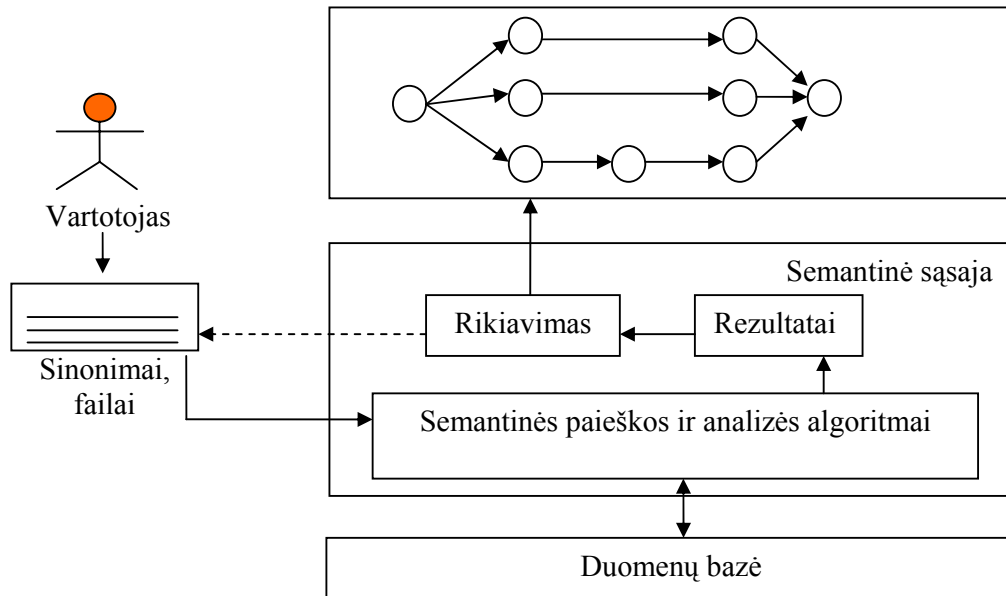 Vartotojas
Semantinė sąsaja
Rikiavimas
Rezultatai
Sinonimai,
failai
Semantinės paieškos ir analizės algoritmai
Duomenų bazė